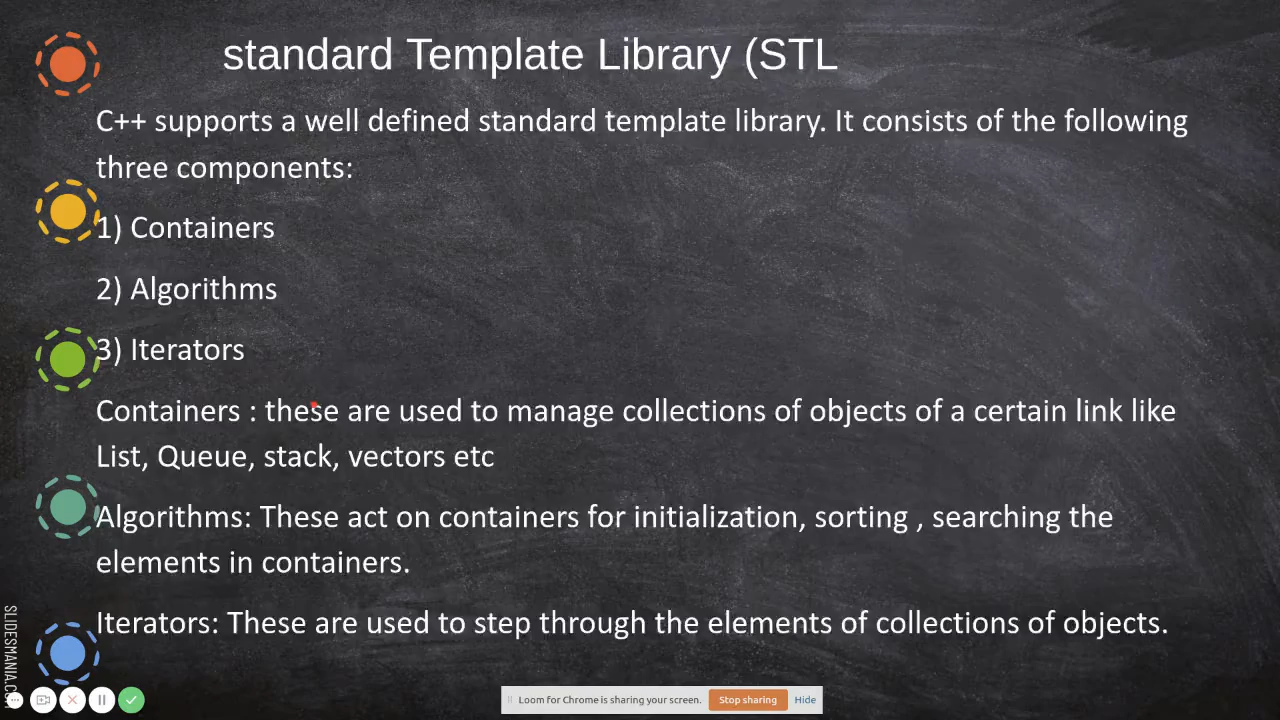 standard Template Library (STL
C++ supports a well defined standard template library. It consists of the following
three components:
1) Containers
2) Algorithms
3) Iterators
Containers : these are used to manage collections of objects of a certain link like
List, Queue, stack, vectors etc
Algorithms: These act on containers for initialization, sorting , searching the
elements in containers.
Iterators: These are used to step through the elements of collections of objects.
SLIDESMANIA.CO
Loom for Chrome is sharing your screen. Stop sharing Hide